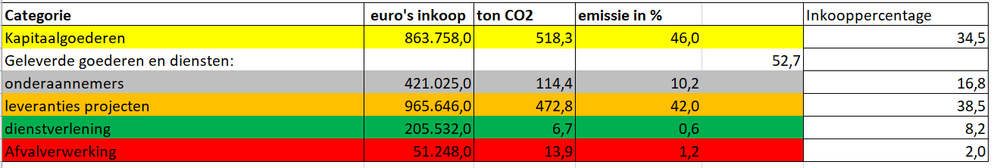 Categorie euro's inkoop ton CO2 emissie in % Inkooppercentage
Kapitaalgoederen 863.758,0 518,3 46,0 34,5
Geleverde goederen en diensten: 52,7
onderaannemers 421.025,0 114,4 10,2 16,8
leveranties projecten 965.646,0 472,8 42,0 38,5
dienstverlening 205.532,0 6,7 0,6 8,2
Afvalverwerking 51.248,0 13,9 1,2 2,0